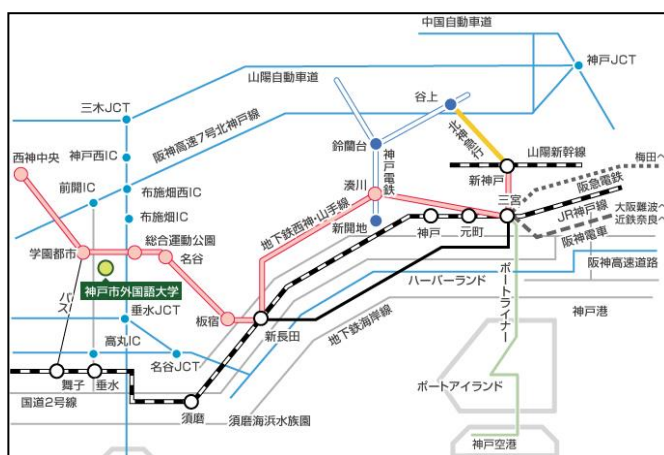 中国自動車道
神戸JCT
山陽自動車道
谷上
三木JCT
阪神高速7号北神戸線
鈴蘭台
神戸電鉄
北神急行
山陽新幹線
梅田へ
西神中央
神戸西IC
前開IC
布施畑西IC
湊川
新神戸
阪急電鉄
三宮
JR神戸線
大阪難波へ
近鉄奈良へ
布施畑IC
地下鉄西神・山手線
新開地
神戸
元町
阪神電車
学園都市
総合運動公園
名谷
阪神高速道路
神戸市外国語大学
バス
垂水JCT
板宿
新長田
ハーバーランド
地下鉄海岸線
ポートライナー
神戸港
高丸IC
名谷JCT
舞子
垂水
国道2号線
須磨
須磨海浜水族園
ポートアイランド
神戸空港